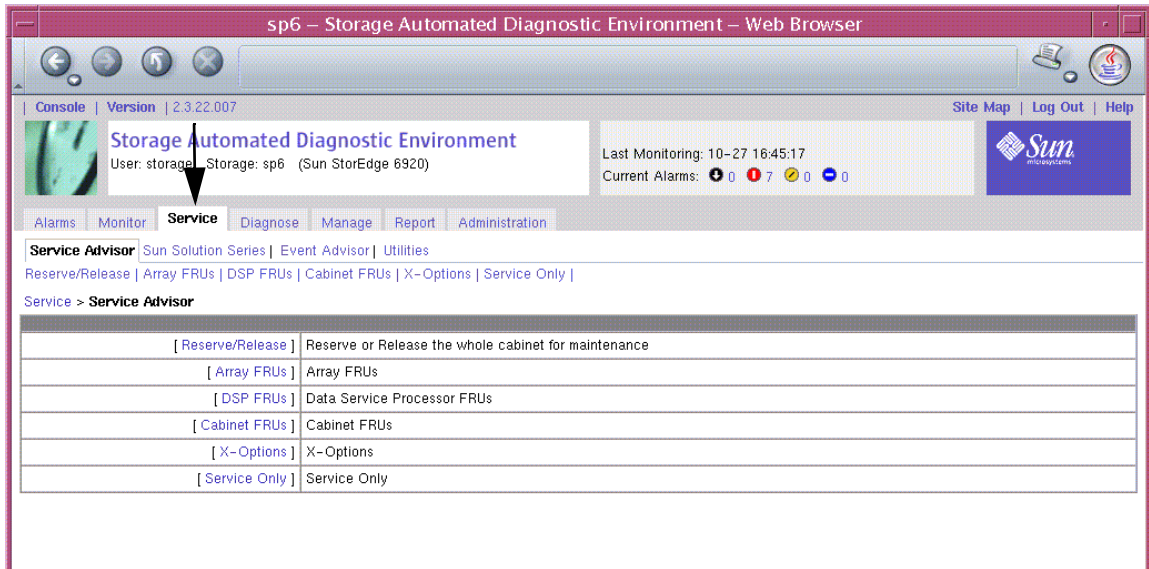 sp6 – Storage Automated Diagnostic Environment – Web Browser
| Console | Version | 2.3.22.007 Site Map | Log Out | Help
Storage Automated Diagnostic Environment
User: storage Storage: sp6 (Sun StorEdge 6920)
Last Monitoring: 10-27 16:45:17
Current Alarms: 0 7 0 0
Sun
microsystems
Alarms Monitor Service Diagnose Manage Report Administration
Service Advisor Sun Solution Series | Event Advisor | Utilities
Reserve/Release | Array FRUs | DSP FRUs | Cabinet FRUs | X-Options | Service Only |
Service > Service Advisor
[ Reserve/Release ] Reserve or Release the whole cabinet for maintenance
[ Array FRUs ] Array FRUs
[ DSP FRUs ] Data Service Processor FRUs
[ Cabinet FRUs ] Cabinet FRUs
[ X-Options ] X-Options
[ Service Only ] Service Only